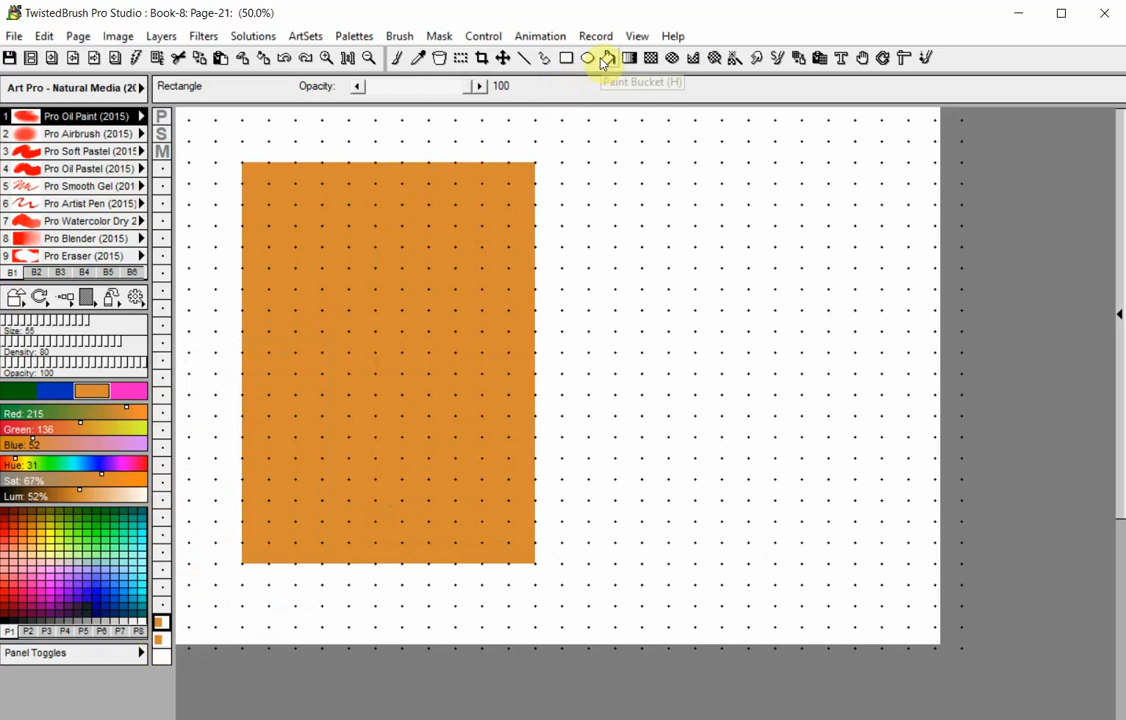 TwistedBrush Pro Studio : Book-8: Page-21: (50.0%)
File Edit Page Image Layers Filters Solutions ArtSets Palettes Brush Mask Control Animation Record View Help
Art Pro - Natural Media (20
Rectangle Opacity: 100
Paint Bucket (H)
1 Pro Oil Paint (2015)
2 Pro Airbrush (2015)
3 Pro Soft Pastel (2015
4 Pro Oil Pastel (2015)
5 Pro Smooth Gel (201
6 Pro Artist Pen (2015)
7 Pro Watercolor Dry 2
8 Pro Blender (2015)
9 Pro Eraser (2015)
B1 B2 B3 B4 B5 B6
P
S
M
Size: 55
Density: 80
Opacity: 100
Red: 215
Green: 136
Blue: 52
Hue: 31
Sat: 67%
Lum: 52%
P1 P2 P3 P4 P5 P6 P7 P8
Panel Toggles